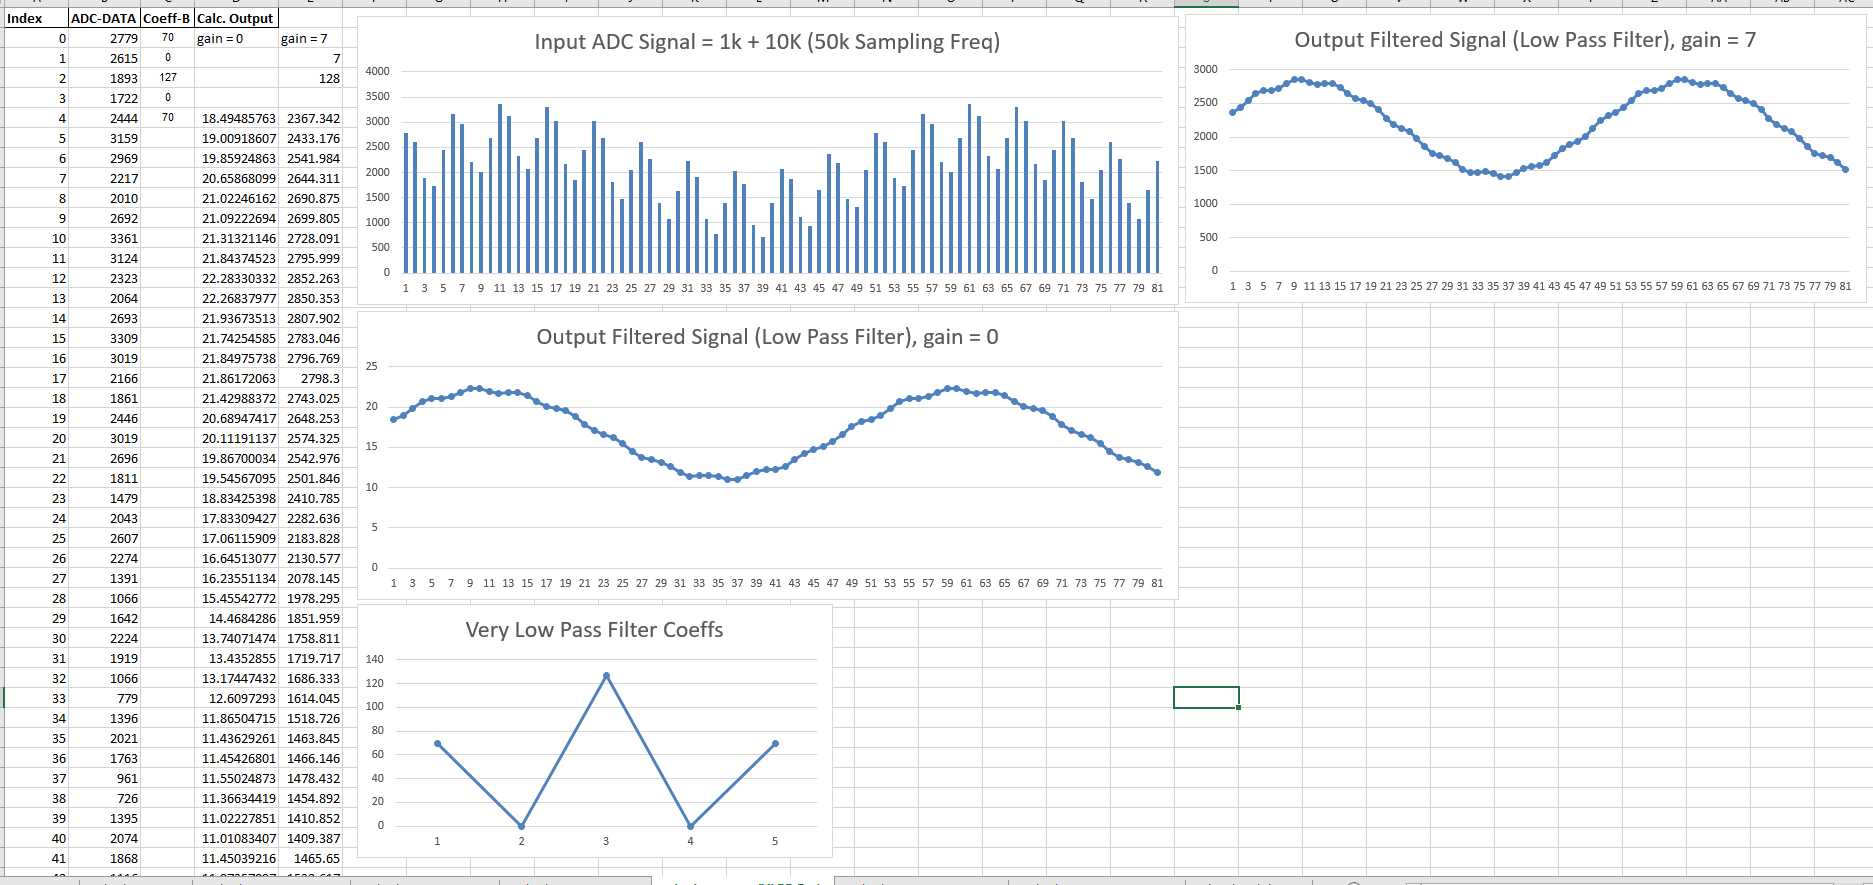 Index ADC-DATA Coeff-B Calc. Output
0 2779 70 gain = 0 gain = 7
1 2615 0 7
2 1893 127 128
3 1722 0
4 2444 70 18.49485763 2367.342
5 3159 19.00918607 2433.176
6 2969 19.85924863 2541.984
7 2217 20.65868099 2644.311
8 2010 21.02246162 2690.875
9 2692 21.09222694 2699.805
10 3361 21.31321146 2728.091
11 3124 21.84374523 2795.999
12 2323 22.28330332 2852.263
13 2064 22.26837977 2850.353
14 2693 21.93673513 2807.902
15 3309 21.74254585 2783.046
16 3019 21.84975738 2796.769
17 2166 21.86172063 2798.3
18 1861 21.42988372 2743.025
19 2446 20.68947417 2648.253
20 3019 20.11191137 2574.325
21 2696 19.86700034 2542.976
22 1811 19.54567095 2501.846
23 1479 18.83425398 2410.785
24 2043 17.83309427 2282.636
25 2607 17.06115909 2183.828
26 2274 16.64513077 2130.577
27 1391 16.23551134 2078.145
28 1066 15.45542772 1978.295
29 1642 14.4684286 1851.959
30 2224 13.74071474 1758.811
31 1919 13.4352855 1719.717
32 1066 13.17447432 1686.333
33 779 12.6097293 1614.045
34 1396 11.86504715 1518.726
35 2021 11.43629261 1463.845
36 1763 11.45426801 1466.146
37 961 11.55024873 1478.432
38 726 11.36634419 1454.892
39 1395 11.02227851 1410.852
40 2074 11.01083407 1409.387
41 1868 11.45039216 1465.65
Input ADC Signal = 1k + 10K (50k Sampling Freq)
4000
3500
3000
2500
2000
1500
1000
500
0
1 3 5 7 9 11 13 15 17 19 21 23 25 27 29 31 33 35 37 39 41 43 45 47 49 51 53 55 57 59 61 63 65 67 69 71 73 75 77 79 81
Output Filtered Signal (Low Pass Filter), gain = 7
3000
2500
2000
1500
1000
500
0
1 3 5 7 9 11 13 15 17 19 21 23 25 27 29 31 33 35 37 39 41 43 45 47 49 51 53 55 57 59 61 63 65 67 69 71 73 75 77 79 81
Output Filtered Signal (Low Pass Filter), gain = 0
25
20
15
10
5
0
1 3 5 7 9 11 13 15 17 19 21 23 25 27 29 31 33 35 37 39 41 43 45 47 49 51 53 55 57 59 61 63 65 67 69 71 73 75 77 79 81
Very Low Pass Filter Coeffs
140
120
100
80
60
40
20
0
1 2 3 4 5